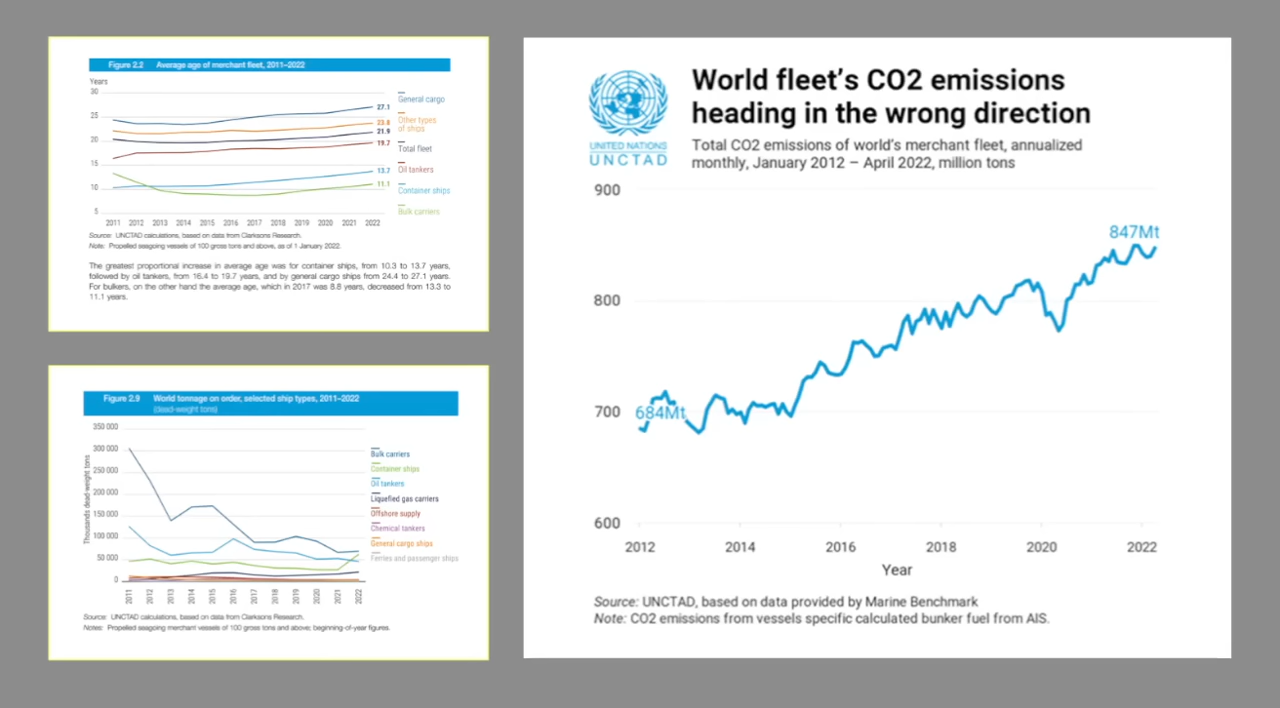 Figure 2.2 Average age of merchant fleet, 2011–2022
Years
30
25
20
15
10
5
27.1
23.8
21.9
19.7
13.7
11.1
General cargo
Other types
of ships
Total fleet
Oil tankers
Container ships
Bulk carriers
2011 2012 2013 2014 2015 2016 2017 2018 2019 2020 2021 2022
Source: UNCTAD calculations, based on data from Clarksons Research.
Note: Propelled seagoing vessels of 100 gross tons and above, as of 1 January 2022.
The greatest proportional increase in average age was for container ships, from 10.3 to 13.7 years,
followed by oil tankers, from 16.4 to 19.7 years, and by general cargo ships from 24.4 to 27.1 years.
For bulkers, on the other hand the average age, which in 2017 was 8.8 years, decreased from 13.3 to
11.1 years.
Figure 2.9 World tonnage on order, selected ship types, 2011–2022
(dead-weight tons)
Thousands dead-weight tons
350 000
300 000
250 000
200 000
150 000
100 000
50 000
0
Bulk carriers
Container ships
Oil tankers
Liquefied gas carriers
Offshore supply
Chemical tankers
General cargo ships
Ferries and passenger ships
2011 2012 2013 2014 2015 2016 2017 2018 2019 2020 2021 2022
Source: UNCTAD calculations, based on data from Clarksons Research.
Notes: Propelled seagoing merchant vessels of 100 gross tons and above; beginning-of-year figures.
UNITED NATIONS
UNCTAD
World fleet's CO2 emissions
heading in the wrong direction
Total CO2 emissions of world's merchant fleet, annualized
monthly, January 2012 – April 2022, million tons
900
800
700
600
684Mt
847Mt
2012 2014 2016 2018 2020 2022
Year
Source: UNCTAD, based on data provided by Marine Benchmark
Note: CO2 emissions from vessels specific calculated bunker fuel from AIS.